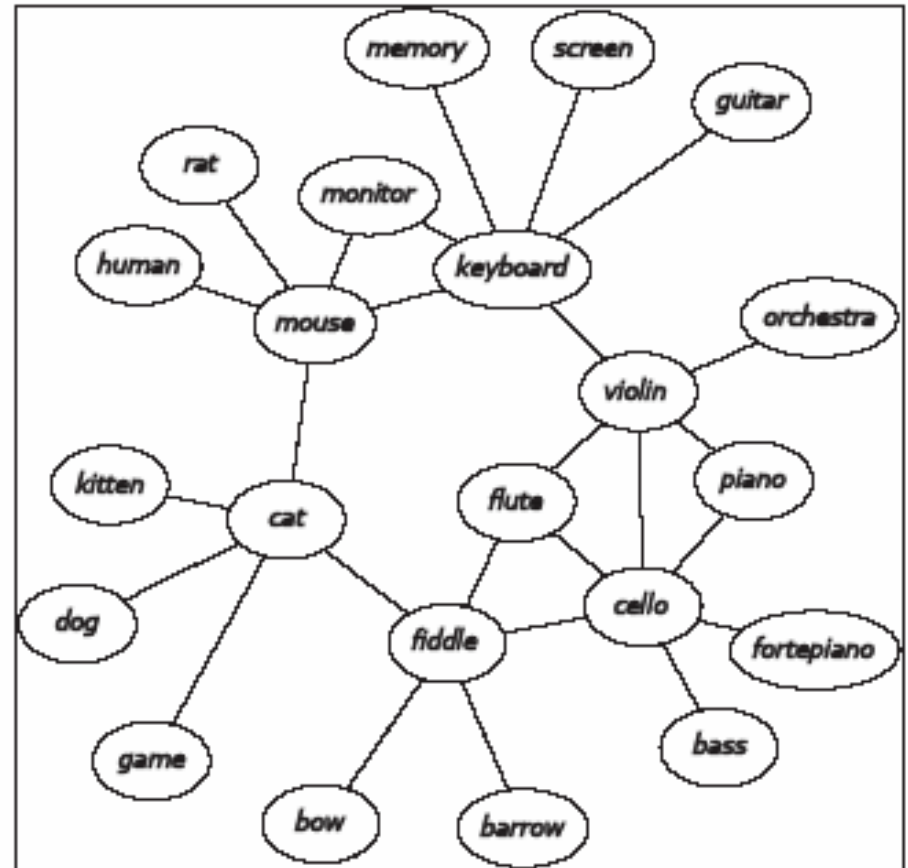 memory
screen
guitar
rat
monitor
human
keyboard
mouse
orchestra
violin
kitten
piano
flute
cat
cello
dog
fiddle
fortepiano
game
bass
bow
barrow